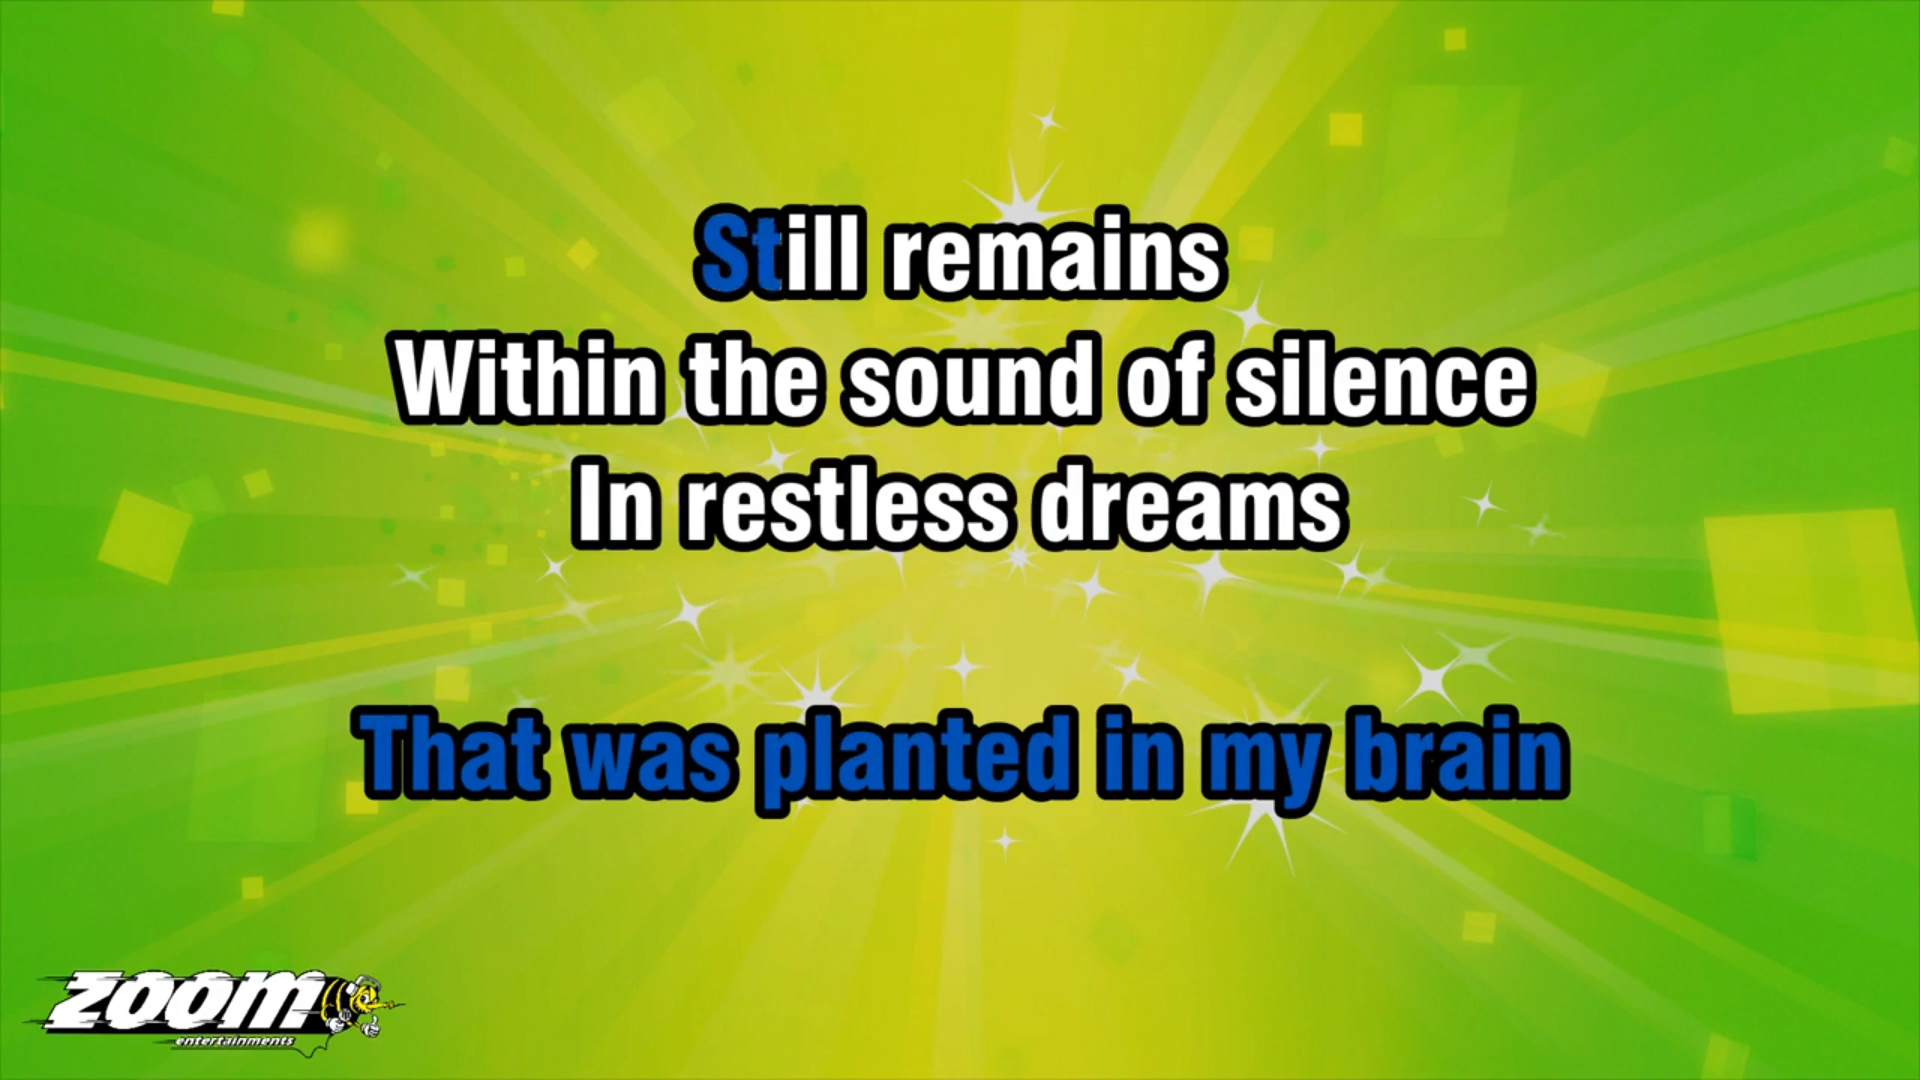 Still remains
Within the sound of silence
In restless dreams
That was planted in my brain
zoom
entertainments